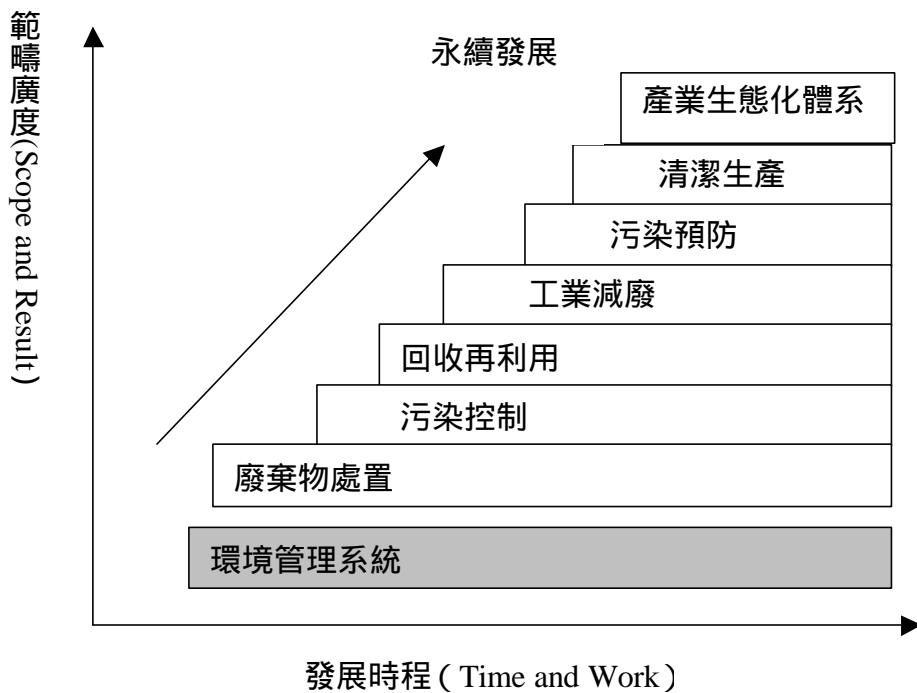 範疇廣度(Scope and Result)
永續發展
產業生態化體系
清潔生產
污染預防
工業減廢
回收再利用
污染控制
廢棄物處置
環境管理系統
發展時程 ( Time and Work)